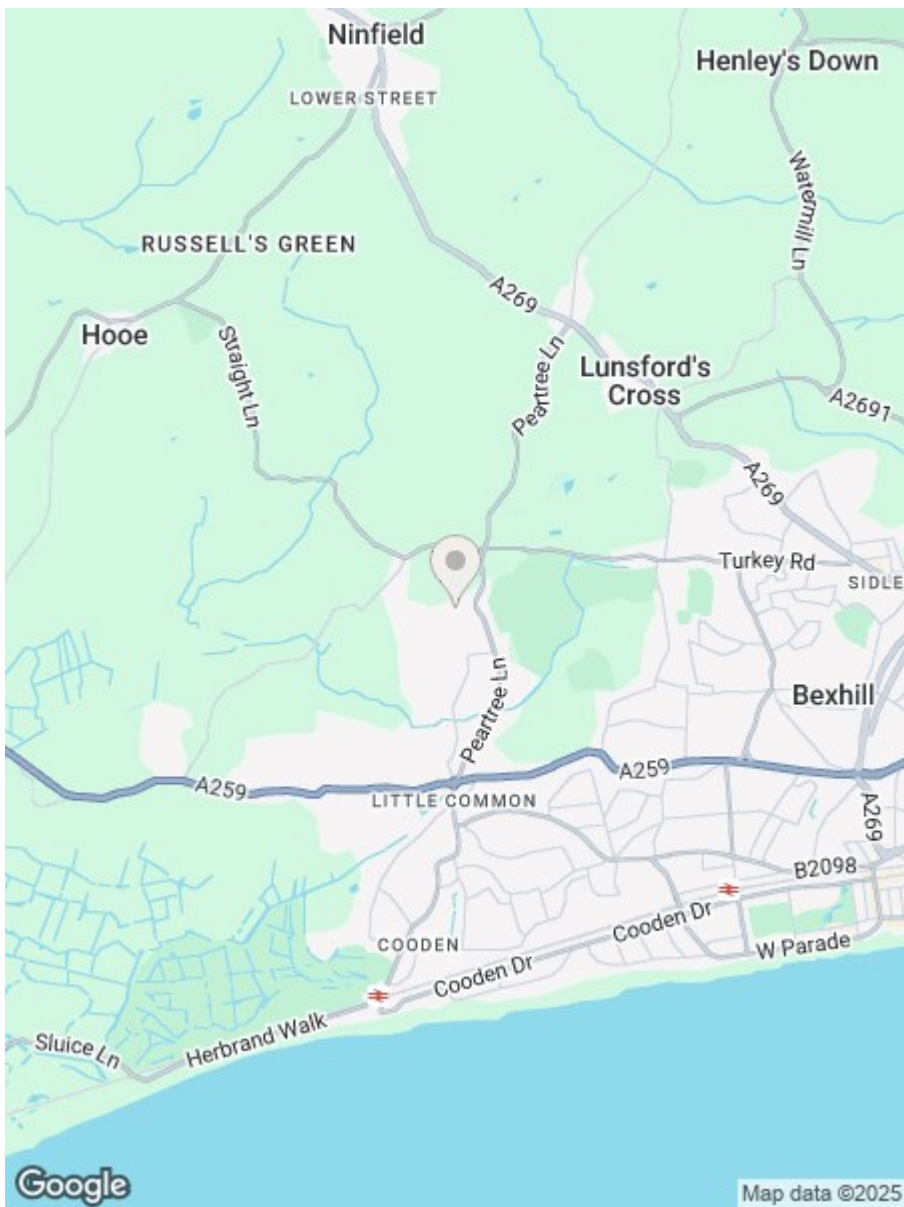 Ninfield
Henley's Down
LOWER STREET
Watermill Ln
RUSSELL'S GREEN
A269
Hooe
Straight Ln
Peartree Ln
Lunsford's
Cross
A2691
A269
Turkey Rd
SIDLE
Peartree Ln
Bexhill
A259
A259
LITTLE COMMON
A269
B2098
Cooden Dr
COODEN
W Parade
Cooden Dr
Herbrand Walk
Sluice Ln
Google
Map data ©2025